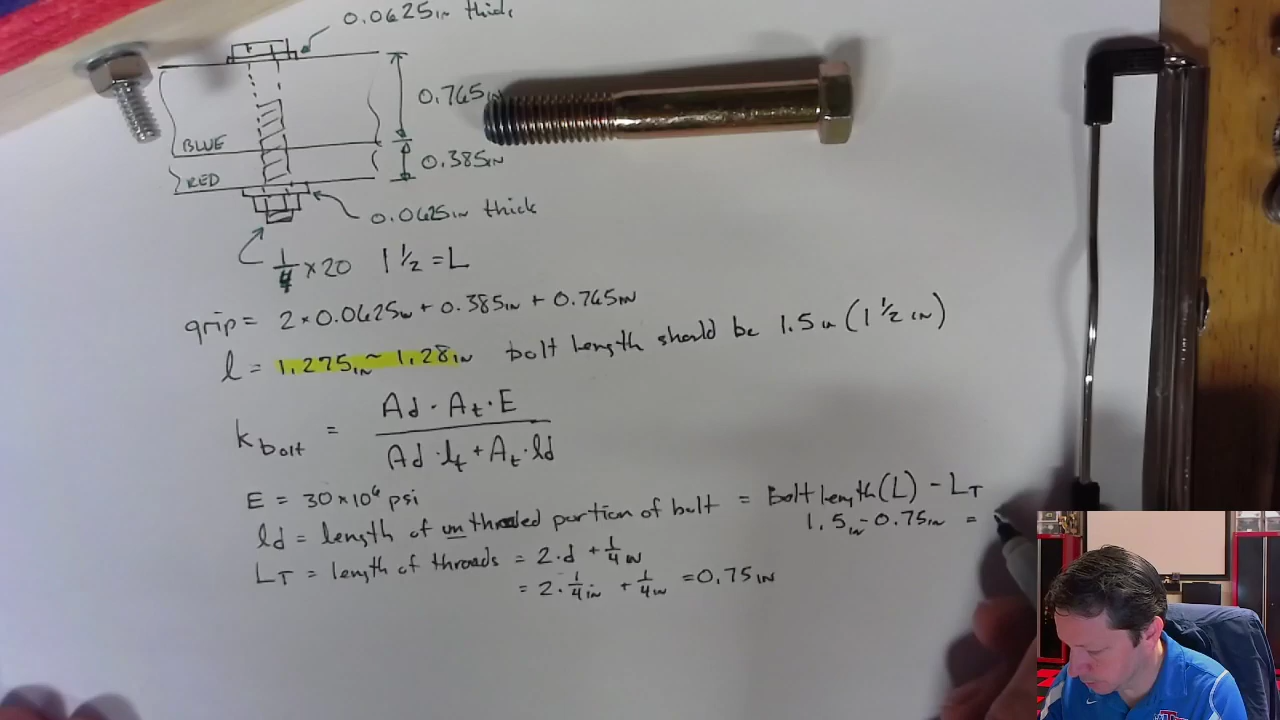 0.0625in thick
0.765in
BLUE
0.385in
RED
0.0625in thick
1/4 × 20 1 1/2 = L
grip = 2 × 0.0625in + 0.385in + 0.765in
l = 1.275in ~ 1.28in bolt length should be 1.5in (1 1/2 in)
k bolt = Ad · At · E / Ad · lt + At · ld
E = 30×10^6 psi
ld = length of unthreaded portion of bolt = Bolt length (L) - LT
1.5in - 0.75in =
LT = length of threads = 2·d + 1/4 in
= 2 · 1/4 in + 1/4 in = 0.75in